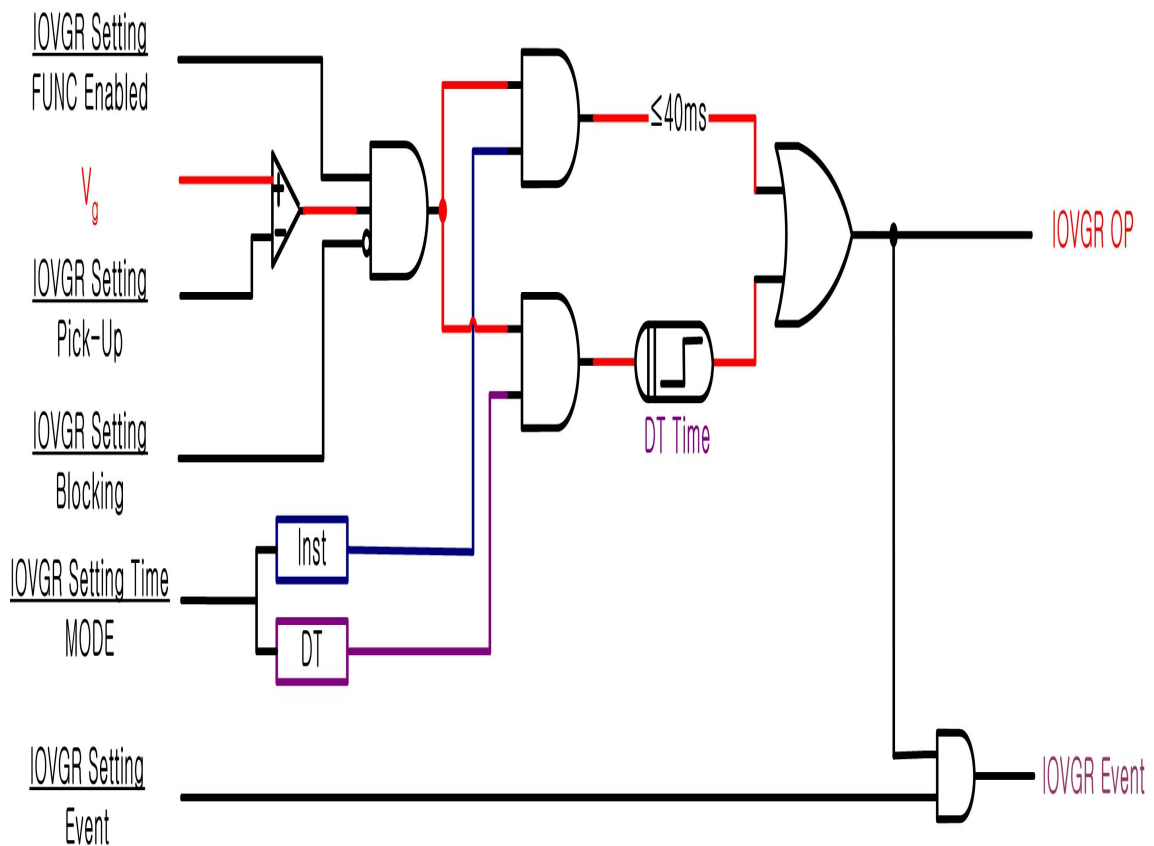 IOVGR Setting
FUNC Enabled
Vg
IOVGR Setting
Pick-Up
IOVGR Setting
Blocking
IOVGR Setting Time
MODE
IOVGR Setting
Event
+
-
Inst
DT
≤40ms
DT Time
IOVGR OP
IOVGR Event